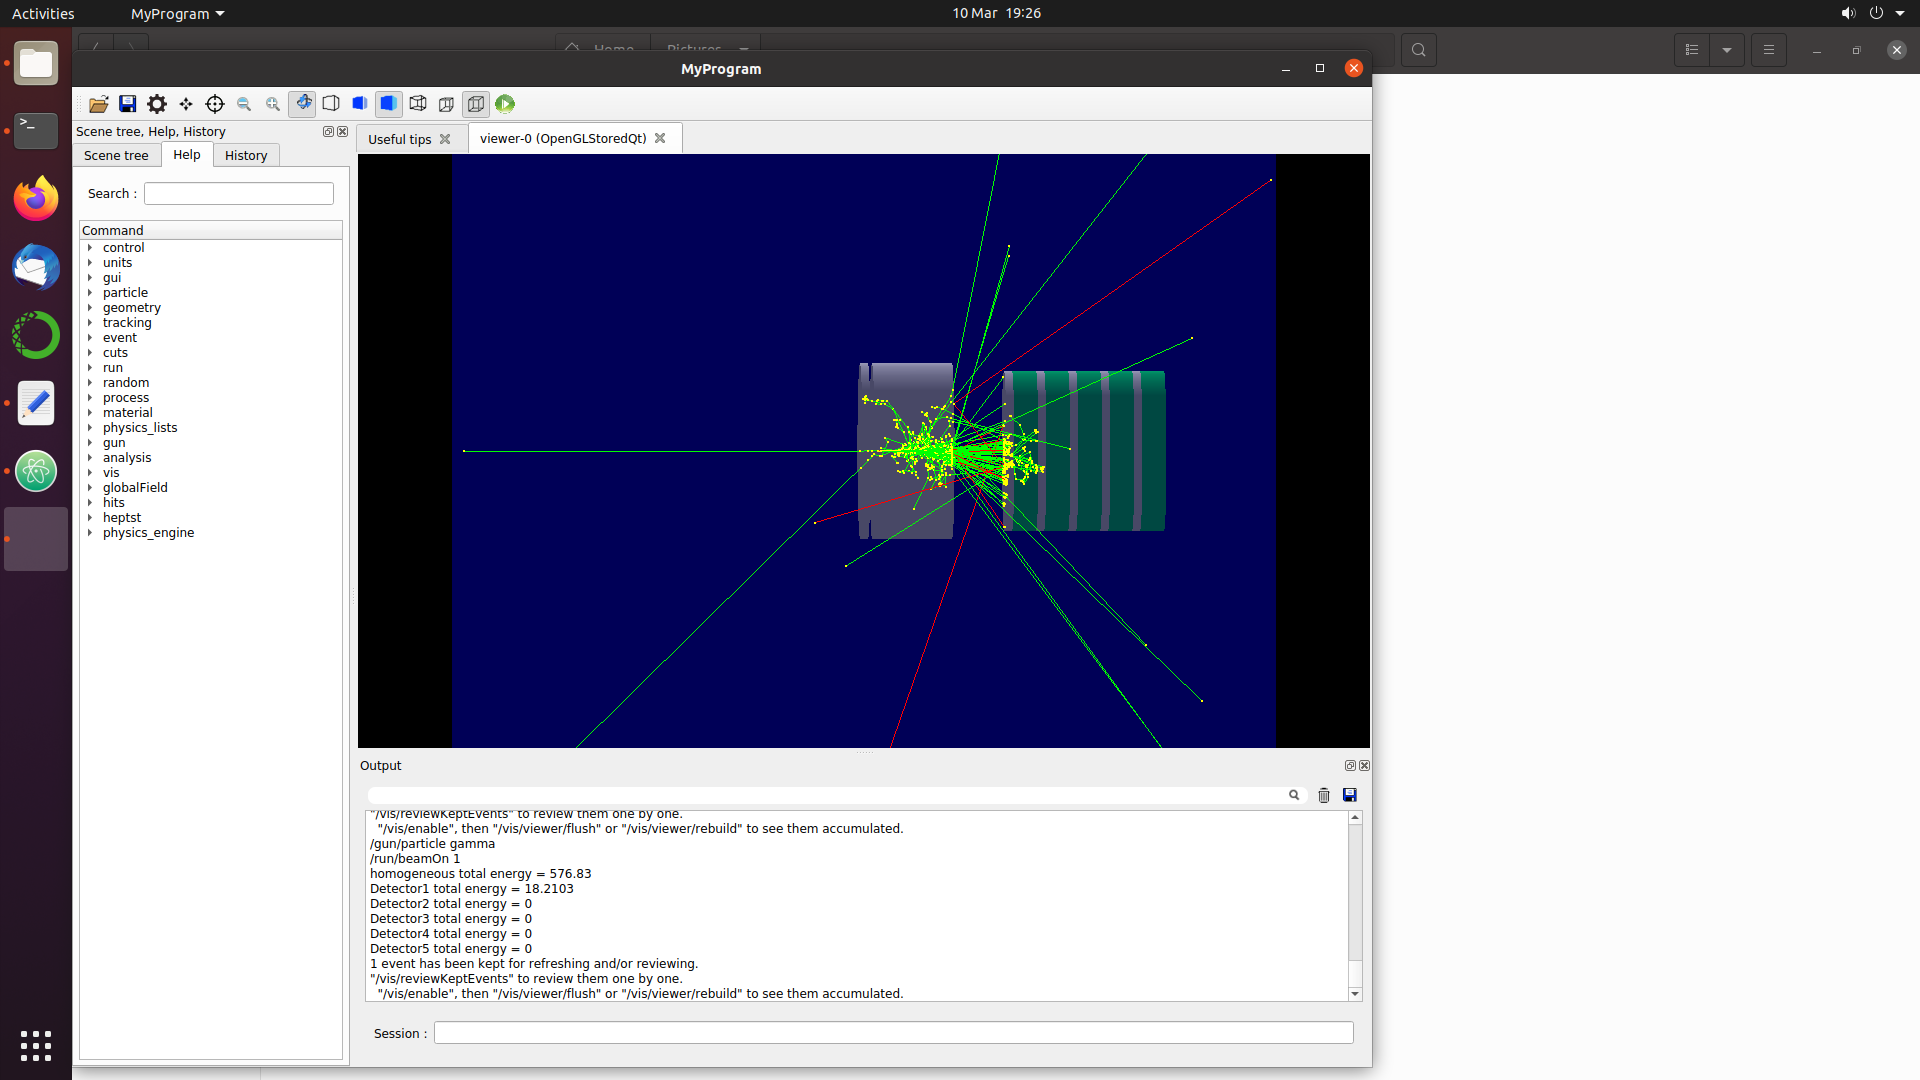 Activities
MyProgram
10 Mar 19:26
Home
Pictures
MyProgram
Scene tree, Help, History
Scene tree
Help
History
Search :
Command
control
units
gui
particle
geometry
tracking
event
cuts
run
random
process
material
physics_lists
gun
analysis
vis
globalField
hits
heptst
physics_engine
Useful tips
viewer-0 (OpenGLStoredQt)
Output
"/vis/reviewKeptEvents" to review them one by one.
"/vis/enable", then "/vis/viewer/flush" or "/vis/viewer/rebuild" to see them accumulated.
/gun/particle gamma
/run/beamOn 1
homogeneous total energy = 576.83
Detector1 total energy = 18.2103
Detector2 total energy = 0
Detector3 total energy = 0
Detector4 total energy = 0
Detector5 total energy = 0
1 event has been kept for refreshing and/or reviewing.
"/vis/reviewKeptEvents" to review them one by one.
"/vis/enable", then "/vis/viewer/flush" or "/vis/viewer/rebuild" to see them accumulated.
Session :